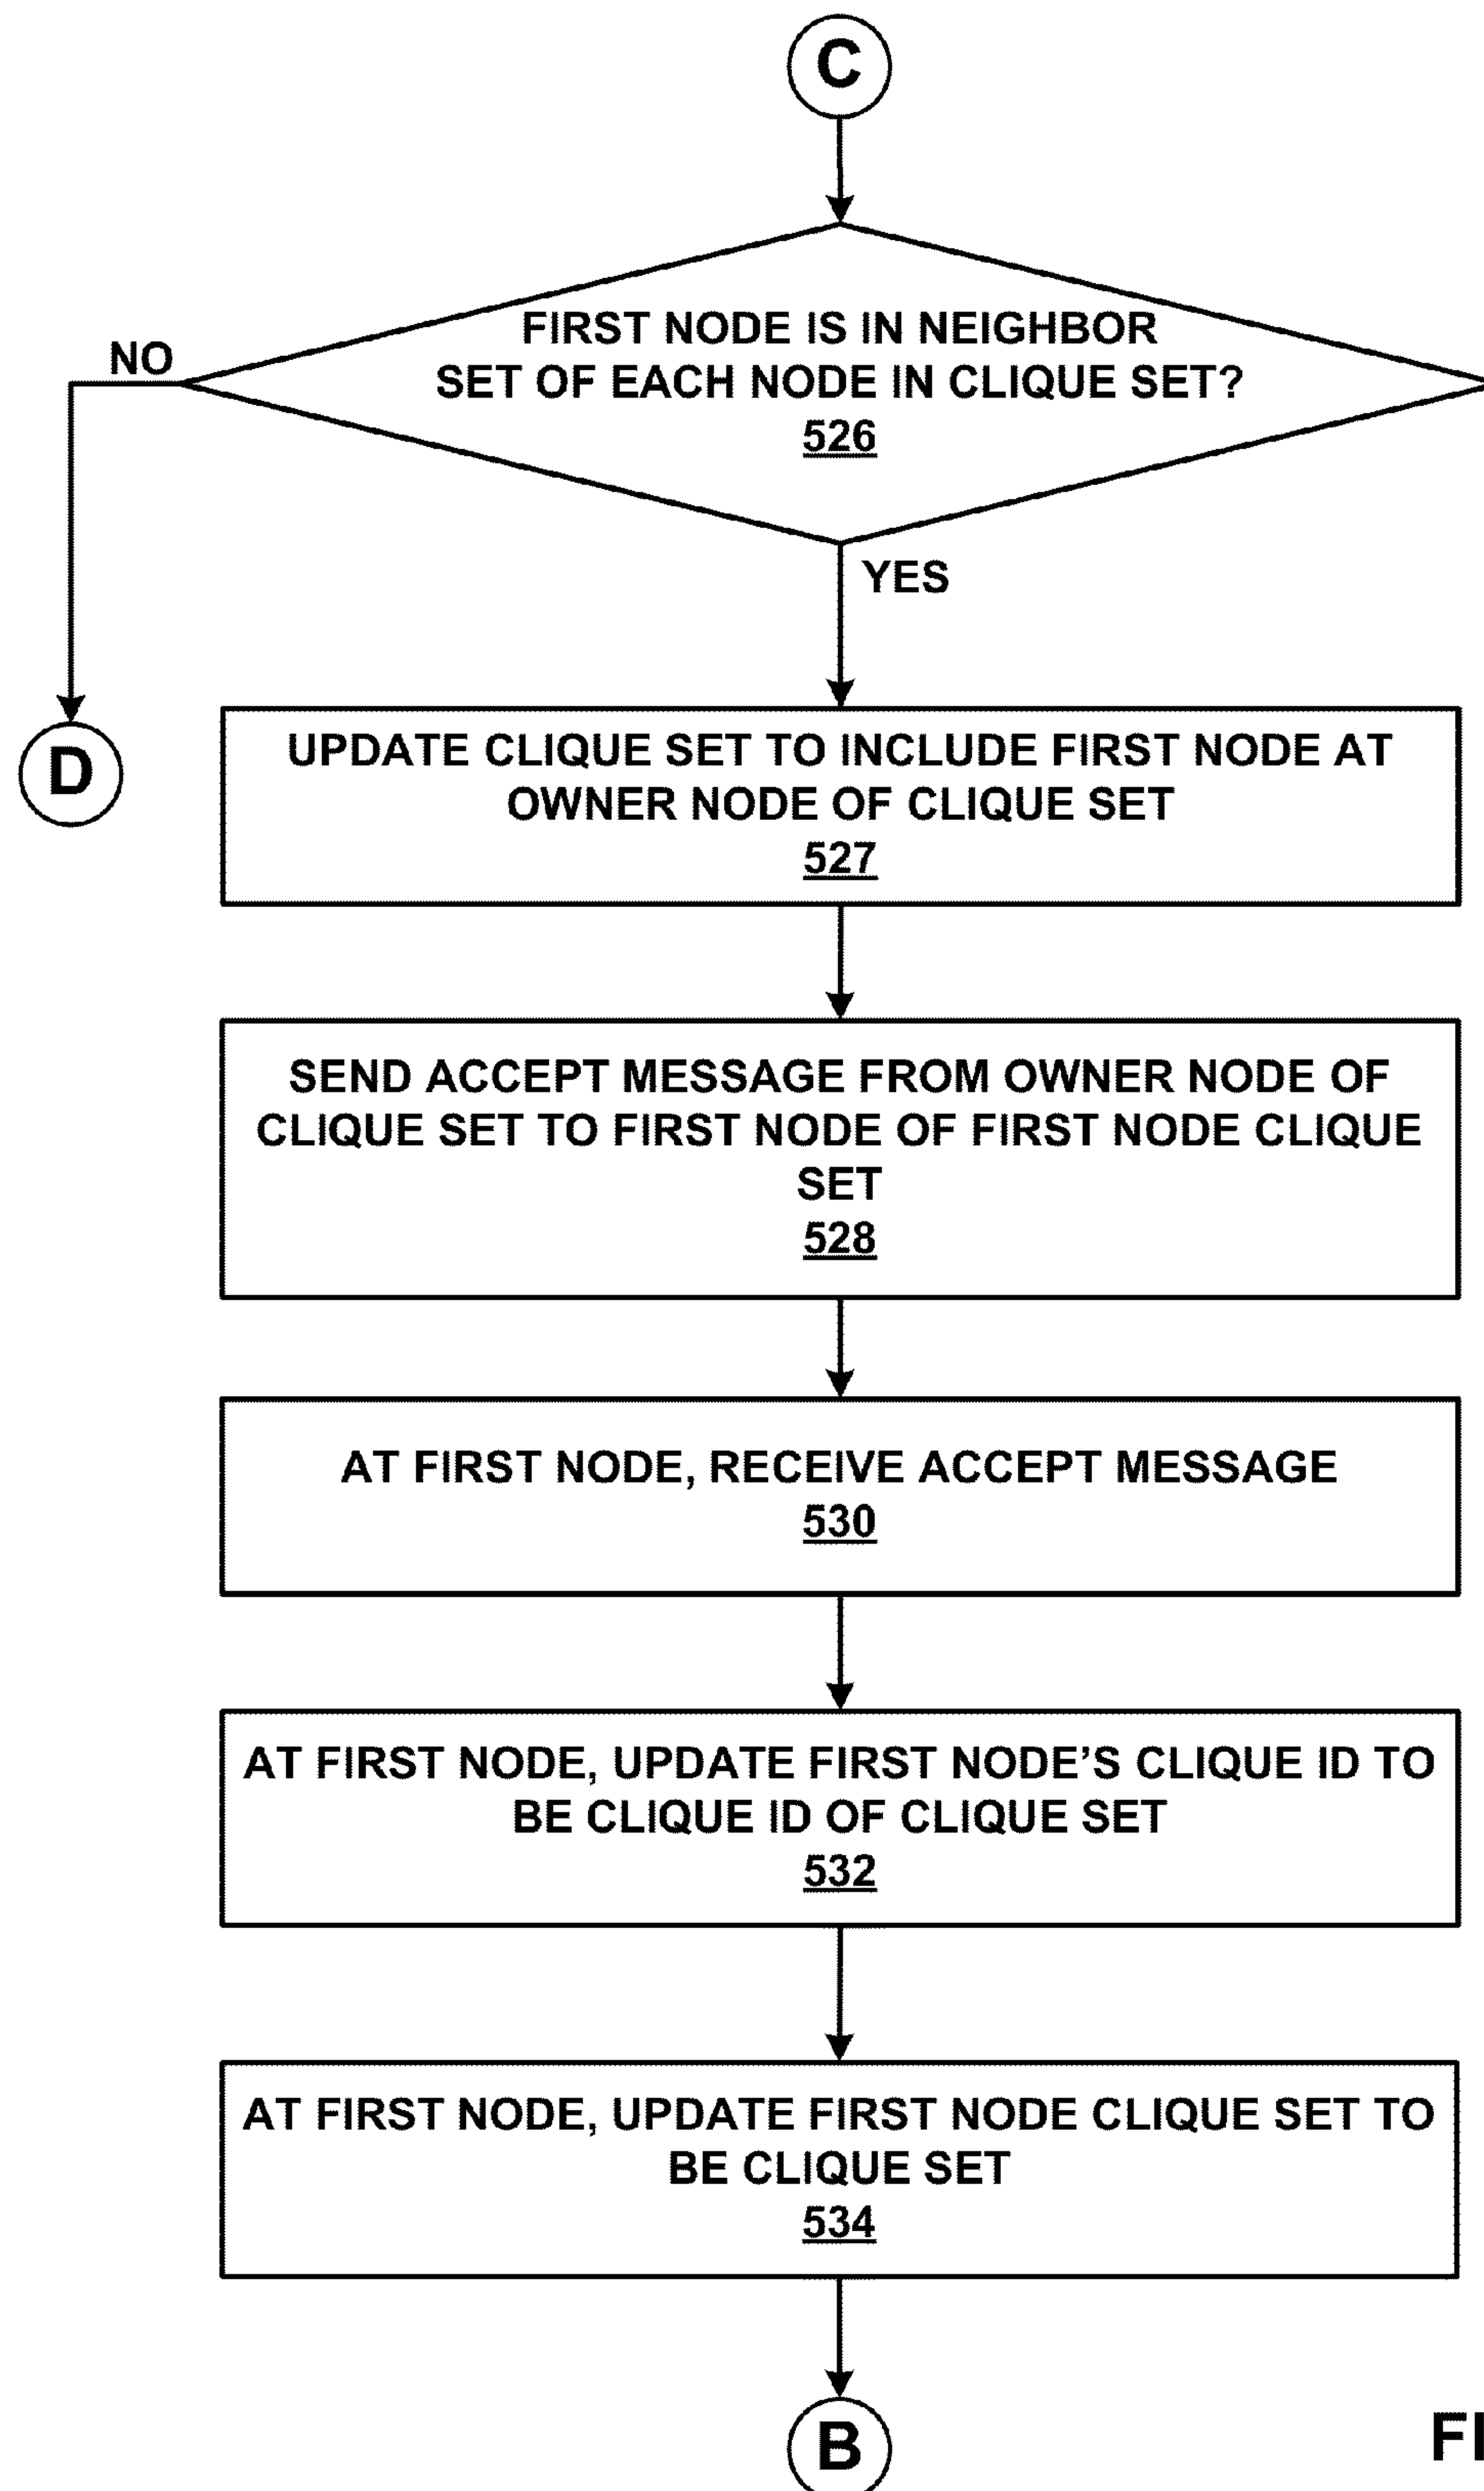 C
FIRST NODE IS IN NEIGHBOR
SET OF EACH NODE IN CLIQUE SET?
526
NO
YES
D
UPDATE CLIQUE SET TO INCLUDE FIRST NODE AT
OWNER NODE OF CLIQUE SET
527
SEND ACCEPT MESSAGE FROM OWNER NODE OF
CLIQUE SET TO FIRST NODE OF FIRST NODE CLIQUE
SET
528
AT FIRST NODE, RECEIVE ACCEPT MESSAGE
530
AT FIRST NODE, UPDATE FIRST NODE'S CLIQUE ID TO
BE CLIQUE ID OF CLIQUE SET
532
AT FIRST NODE, UPDATE FIRST NODE CLIQUE SET TO
BE CLIQUE SET
534
B